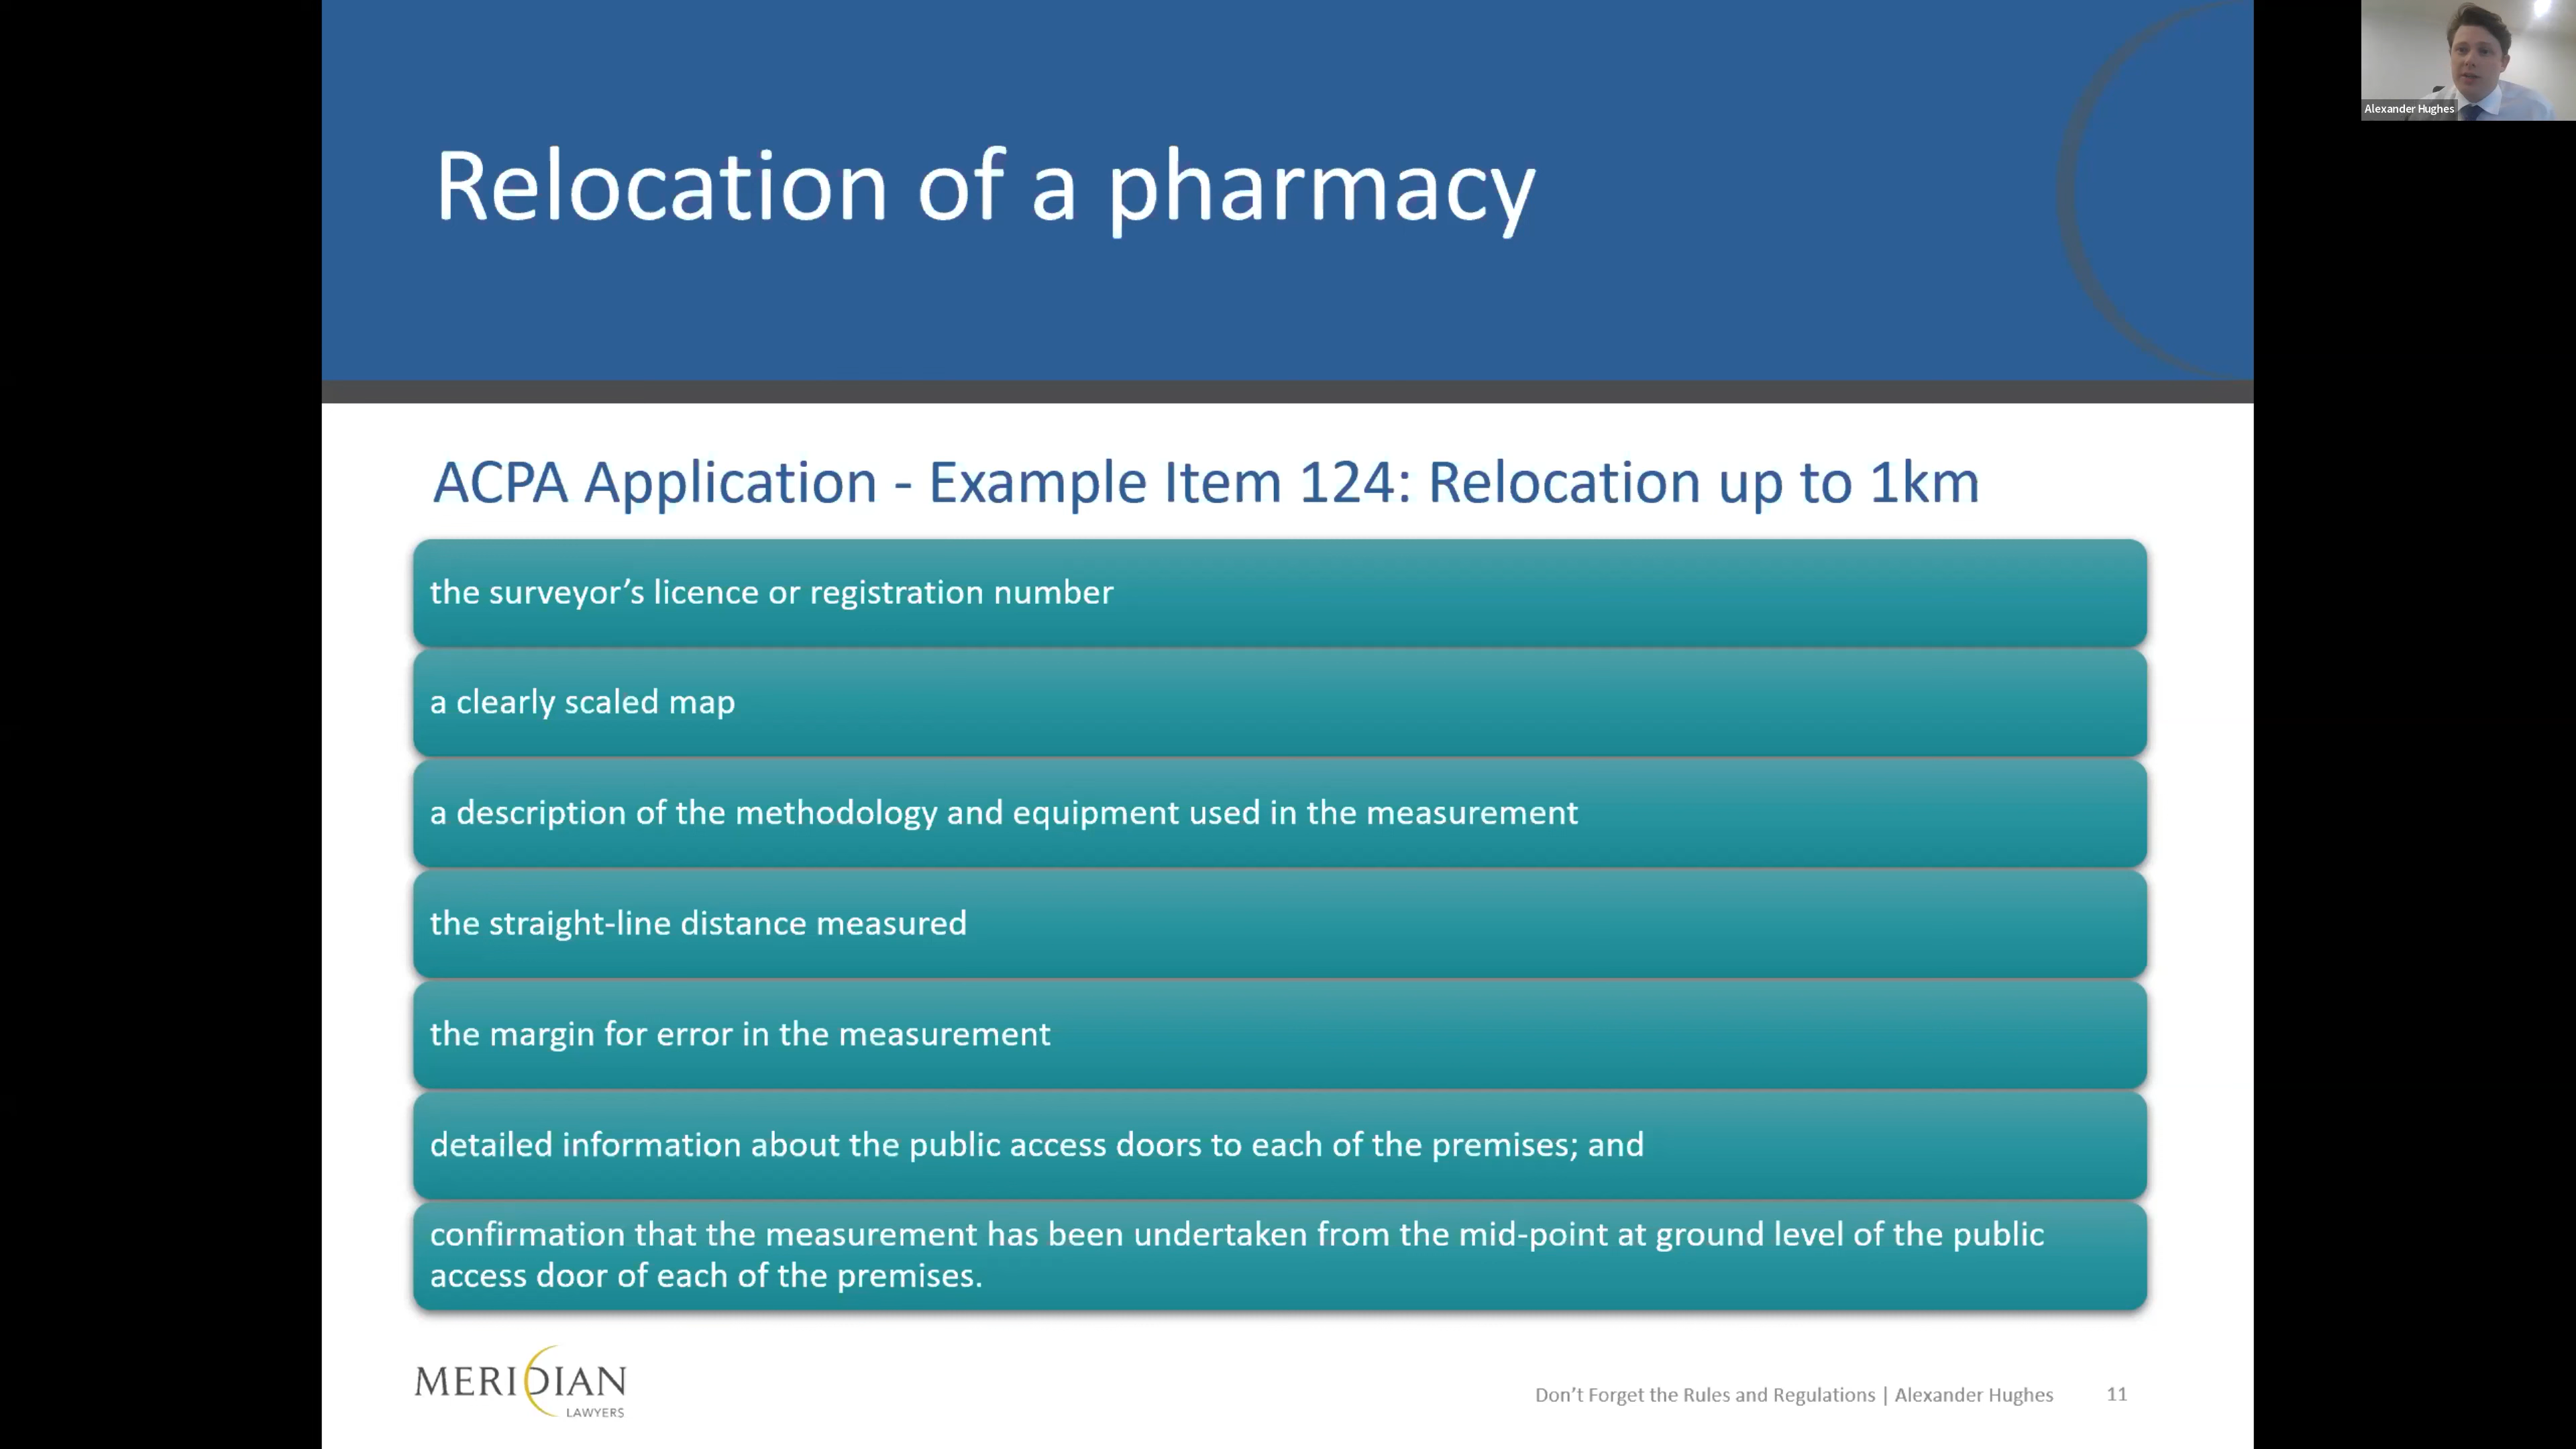 Alexander Hughes
Relocation of a pharmacy
ACPA Application - Example Item 124: Relocation up to 1km
the surveyor’s licence or registration number
a clearly scaled map
a description of the methodology and equipment used in the measurement
the straight-line distance measured
the margin for error in the measurement
detailed information about the public access doors to each of the premises; and
confirmation that the measurement has been undertaken from the mid-point at ground level of the public
access door of each of the premises.
MERIDIAN
LAWYERS
Don’t Forget the Rules and Regulations | Alexander Hughes 11